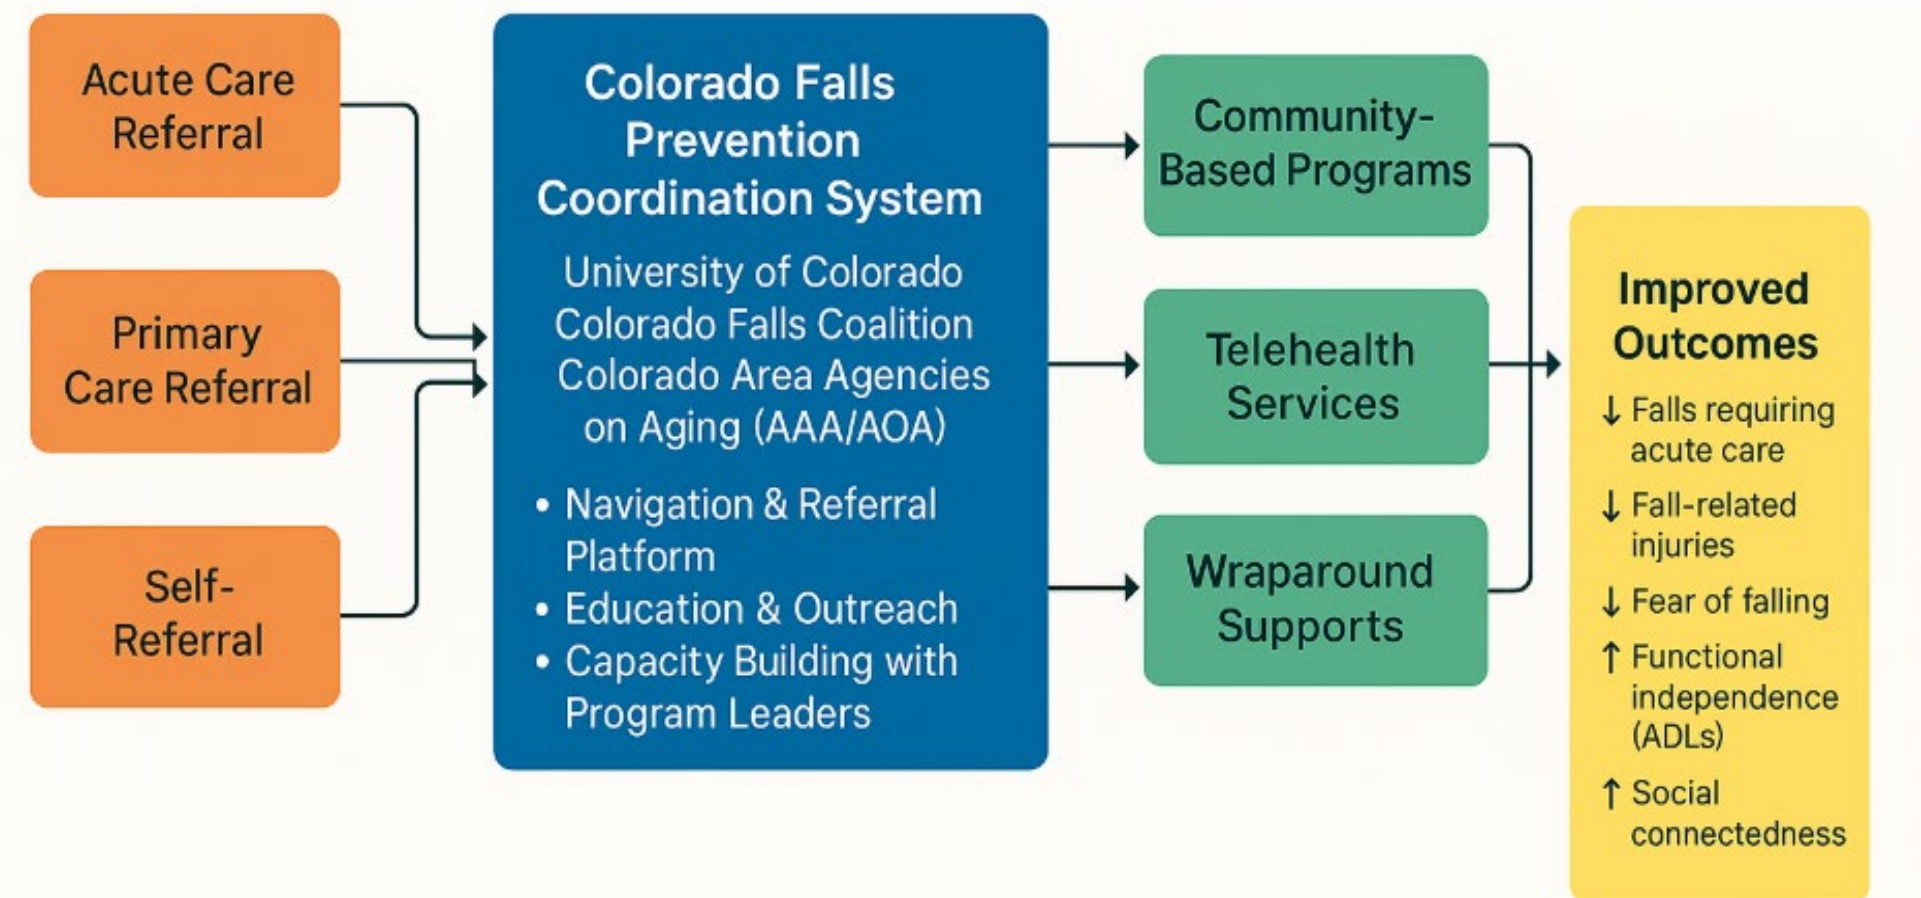 Acute Care
Referral
Primary
Care Referral
Self-
Referral
Colorado Falls
Prevention
Coordination System
University of Colorado
Colorado Falls Coalition
Colorado Area Agencies
on Aging (AAA/AOA)
• Navigation & Referral
Platform
• Education & Outreach
• Capacity Building with
Program Leaders
Community-
Based Programs
Telehealth
Services
Wraparound
Supports
Improved
Outcomes
↓ Falls requiring
acute care
↓ Fall-related
injuries
↓ Fear of falling
↑ Functional
independence
(ADLs)
↑ Social
connectedness